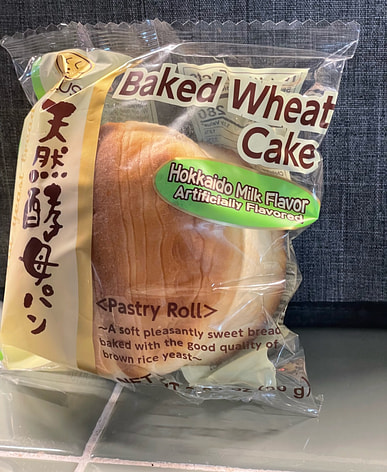 Baked Wheat
Cake
Hokkaido Milk Flavor
Artificially Flavored
天然酵母パン
<Pastry Roll>
~A soft pleasantly sweet bread
baked with the good quality of
brown rice yeast~